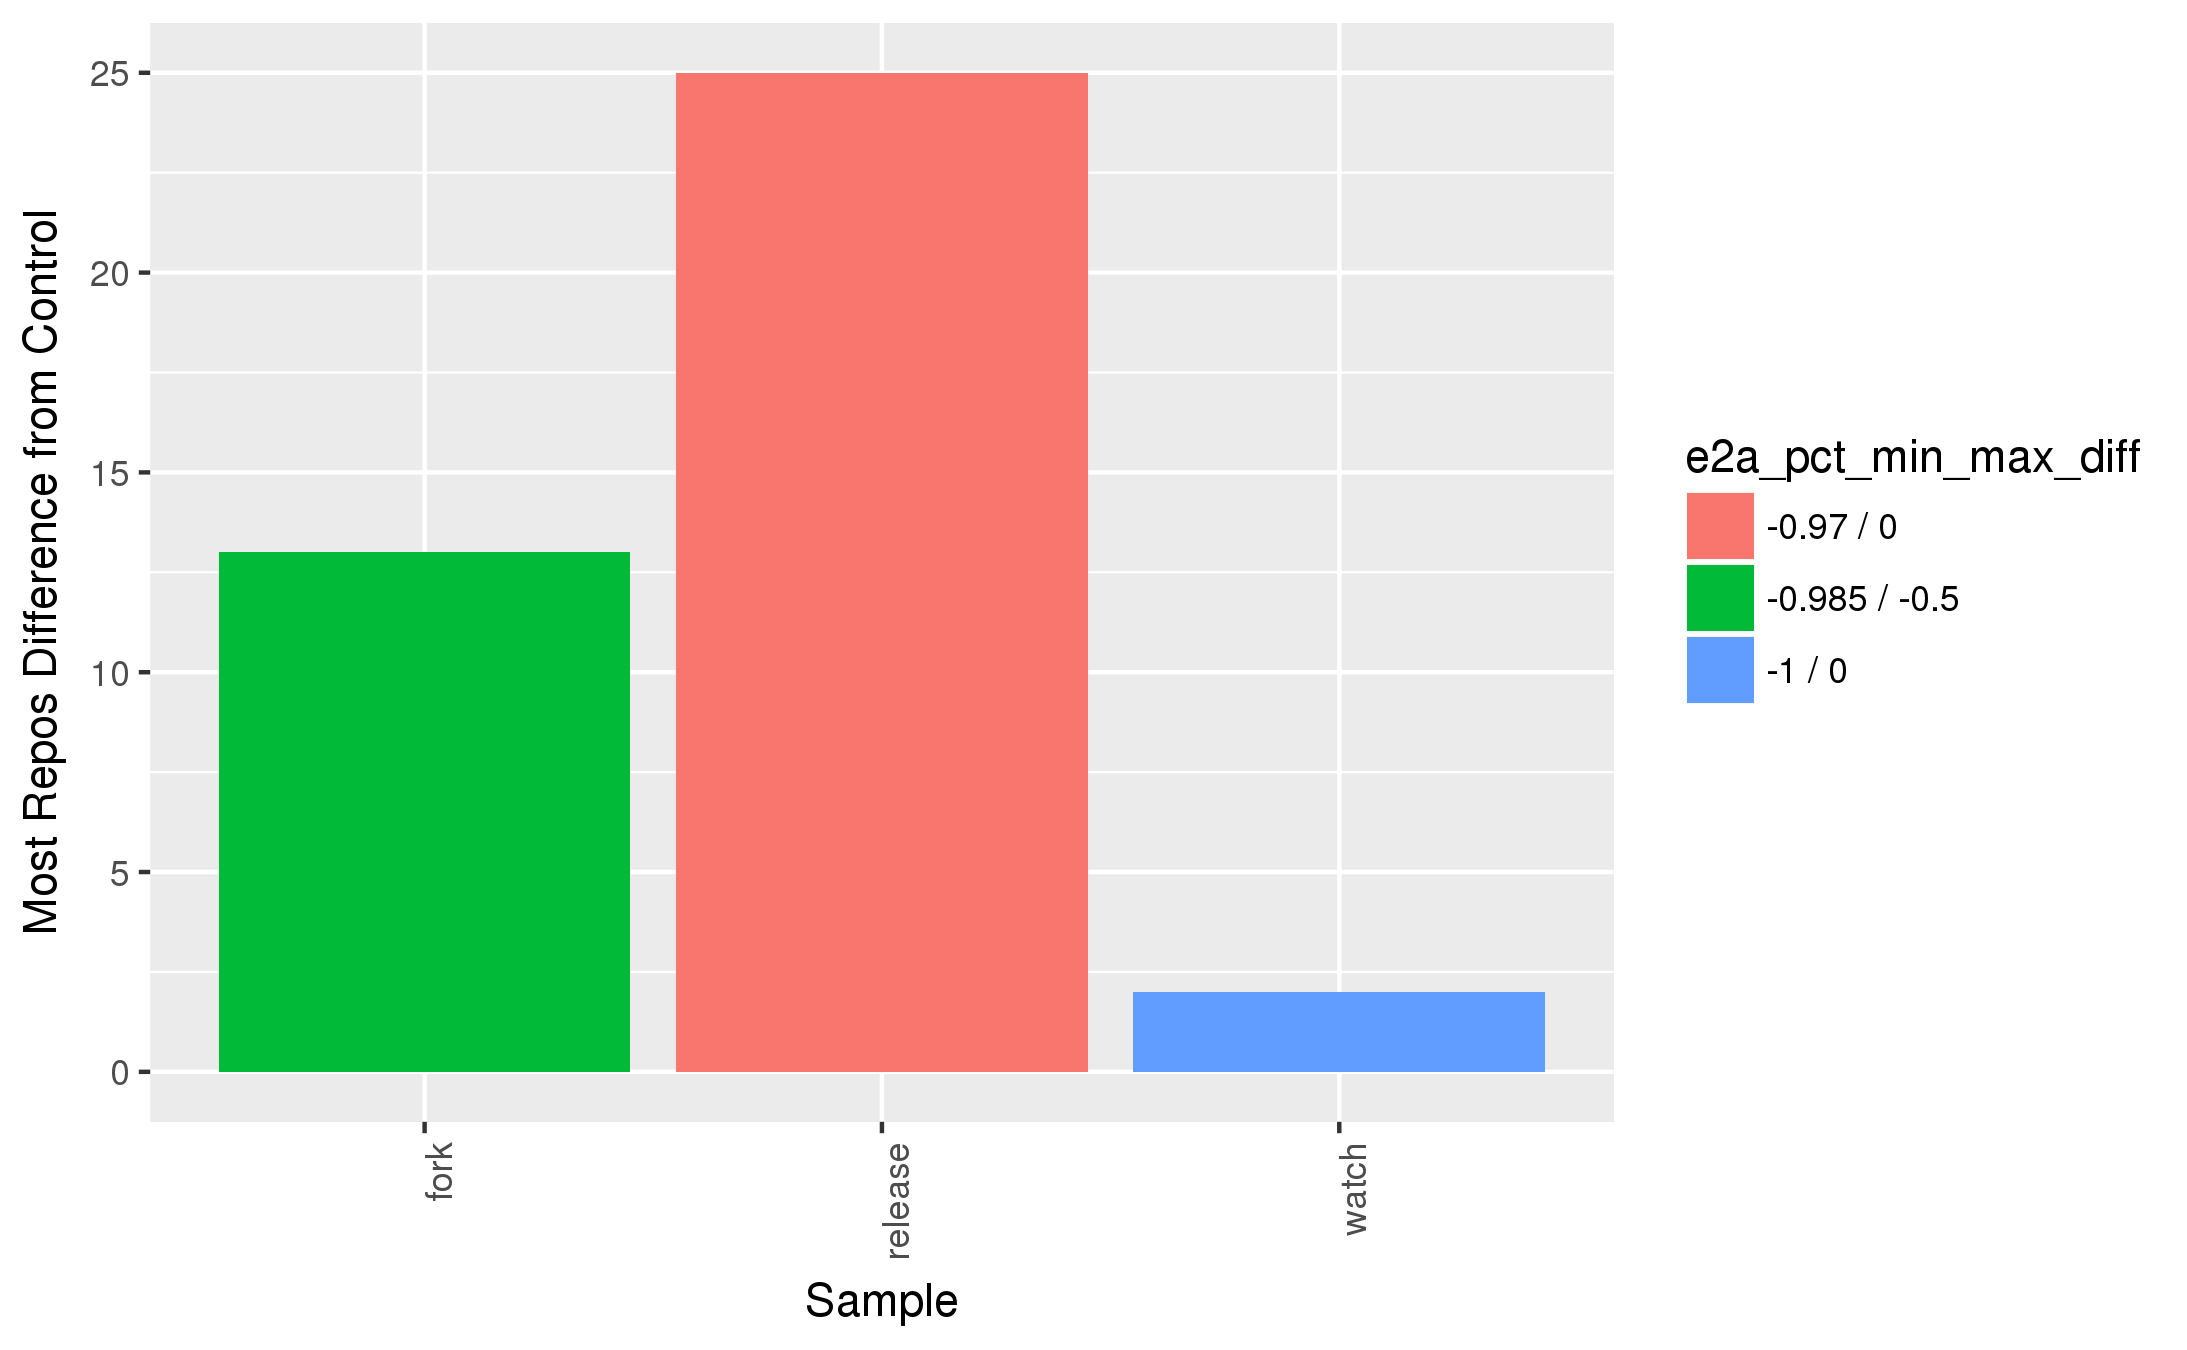 Most Repos Difference from Control
25
20
15
10
5
0
fork
release
watch
Sample
e2a_pct_min_max_diff
-0.97 / 0
-0.985 / -0.5
-1 / 0